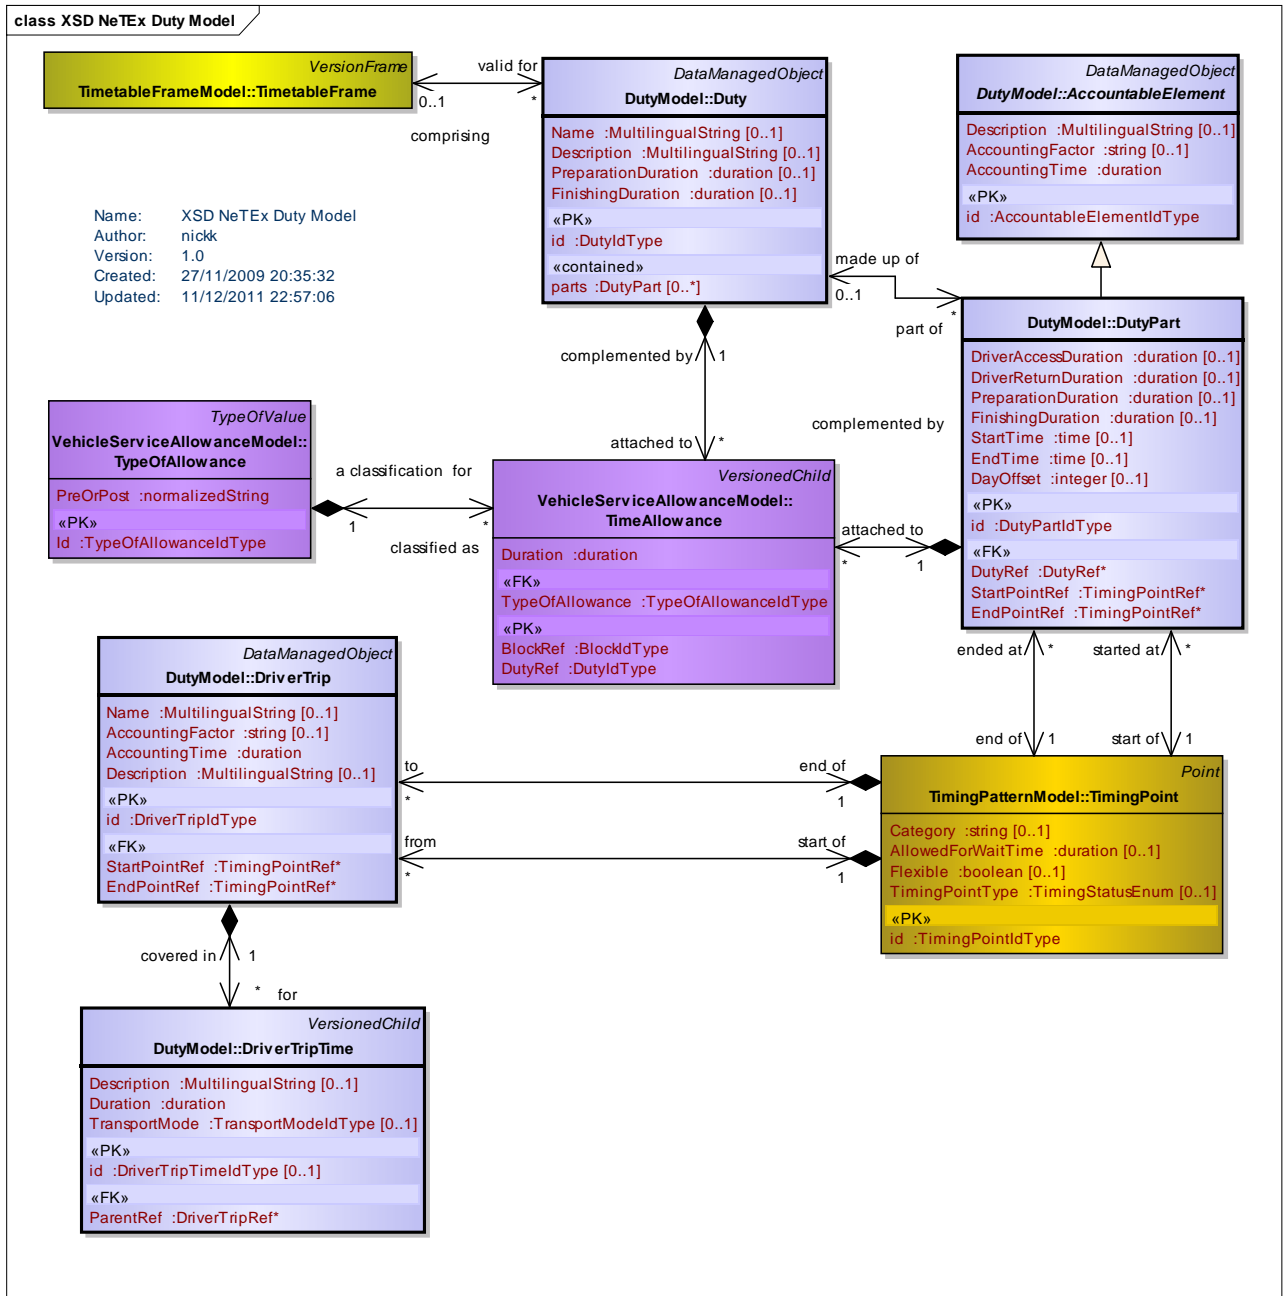 class XSD NeTEx Duty Model
VersionFrame
TimetableFrameModel::TimetableFrame
0..1
comprising
valid for
*
DataManagedObject
DutyModel::Duty
Name :MultilingualString [0..1]
Description :MultilingualString [0..1]
PreparationDuration :duration [0..1]
FinishingDuration :duration [0..1]
«PK»
id :DutyIdType
«contained»
parts :DutyPart [0..*]
DataManagedObject
DutyModel::AccountableElement
Description :MultilingualString [0..1]
AccountingFactor :string [0..1]
AccountingTime :duration
«PK»
id :AccountableElementIdType
Name: XSD NeTEx Duty Model
Author: nickk
Version: 1.0
Created: 27/11/2009 20:35:32
Updated: 11/12/2011 22:57:06
made up of
0..1
part of
*
DutyModel::DutyPart
DriverAccessDuration :duration [0..1]
DriverReturnDuration :duration [0..1]
PreparationDuration :duration [0..1]
FinishingDuration :duration [0..1]
StartTime :time [0..1]
EndTime :time [0..1]
DayOffset :integer [0..1]
«PK»
id :DutyPartIdType
«FK»
DutyRef :DutyRef*
StartPointRef :TimingPointRef*
EndPointRef :TimingPointRef*
complemented by
1
attached to
*
complemented by
attached to
*
1
TypeOfValue
VehicleServiceAllowanceModel::
TypeOfAllowance
PreOrPost :normalizedString
«PK»
Id :TypeOfAllowanceIdType
a classification for
1
*
classified as
VersionedChild
VehicleServiceAllowanceModel::
TimeAllowance
Duration :duration
«FK»
TypeOfAllowance :TypeOfAllowanceIdType
«PK»
BlockRef :BlockIdType
DutyRef :DutyIdType
ended at
*
started at
*
end of
1
start of
1
DataManagedObject
DutyModel::DriverTrip
Name :MultilingualString [0..1]
AccountingFactor :string [0..1]
AccountingTime :duration
Description :MultilingualString [0..1]
«PK»
id :DriverTripIdType
«FK»
StartPointRef :TimingPointRef*
EndPointRef :TimingPointRef*
to
*
end of
1
from
*
start of
1
Point
TimingPatternModel::TimingPoint
Category :string [0..1]
AllowedForWaitTime :duration [0..1]
Flexible :boolean [0..1]
TimingPointType :TimingStatusEnum [0..1]
«PK»
id :TimingPointIdType
covered in
1
*
for
VersionedChild
DutyModel::DriverTripTime
Description :MultilingualString [0..1]
Duration :duration
TransportMode :TransportModeIdType [0..1]
«PK»
id :DriverTripTimeIdType [0..1]
«FK»
ParentRef :DriverTripRef*